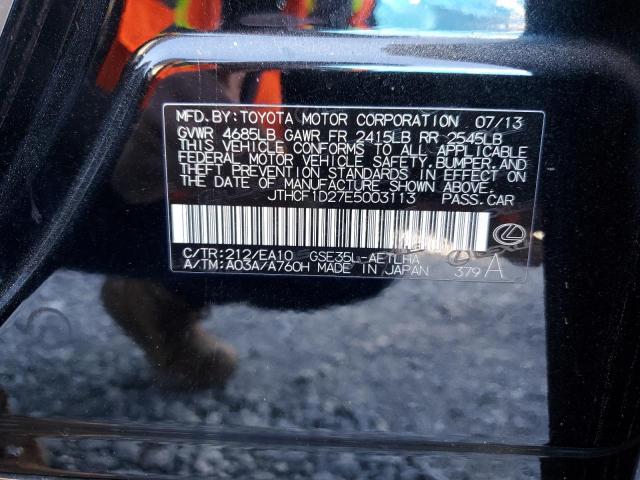 MFD.BY:TOYOTA MOTOR CORPORATION 07/13
GVWR 4685LB GAWR FR 2415LB RR 2545LB
THIS VEHICLE CONFORMS TO ALL APPLICABLE
FEDERAL MOTOR VEHICLE SAFETY,BUMPER,AND
THEFT PREVENTION STANDARDS IN EFFECT ON
THE DATE OF MANUFACTURE SHOWN ABOVE.
JTHCF1D27E5003113 PASS.CAR
C/TR:212/EA10 GSE35L-AETLHA
A/TM:A03A/A760H MADE IN JAPAN 379 A